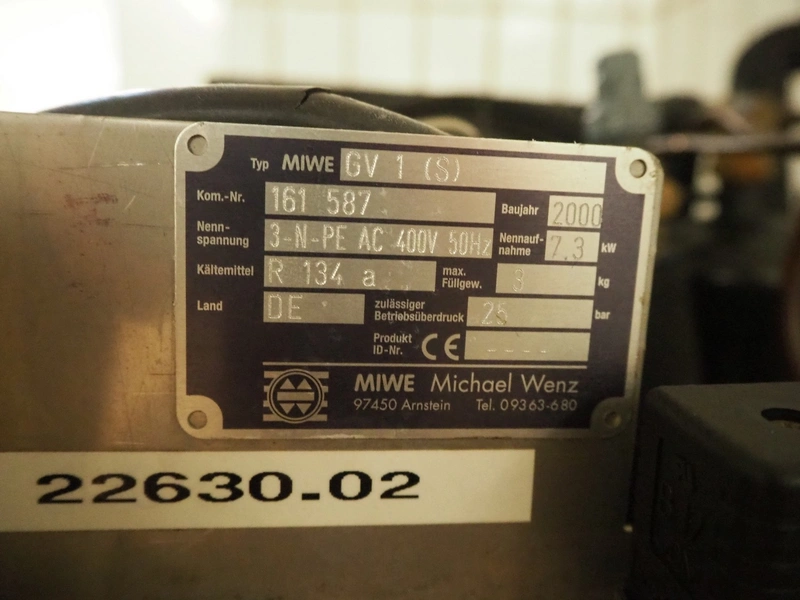 Typ MIWE GV 1 (S)
Kom.-Nr. 161 587 Baujahr 2000
Nenn-
spannung 3-N-PE AC 400V 50Hz Nennauf-
nahme 7.3 kW
Kältemittel R 134 a max.
Füllgew. kg
Land DE zulässiger
Betriebsüberdruck bar
Produkt
ID-Nr. CE ----
MIWE Michael Wenz
97450 Arnstein Tel. 09363-680
22630.02